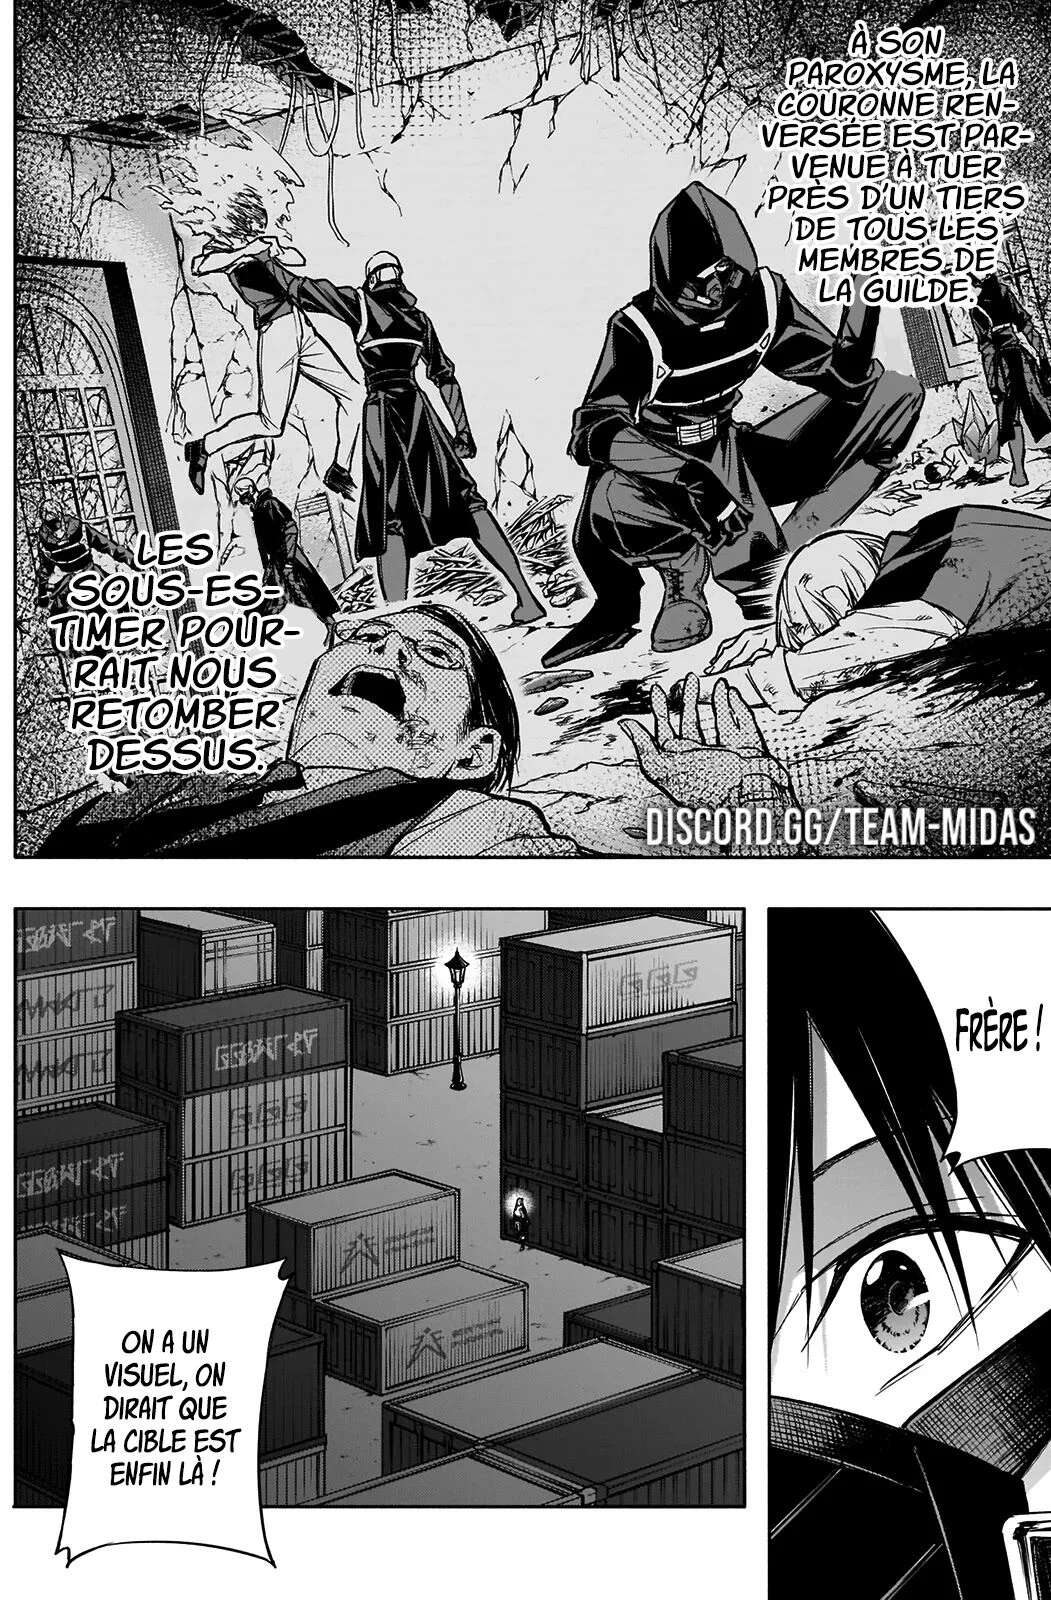 À SON
PAROXYSME, LA
COURONNE REN-
VERSÉE EST PAR-
VENUE À TUER
PRÈS D'UN TIERS
DE TOUS LES
MEMBRES DE
LA GUILDE.
LES
SOUS-ES-
TIMER POUR-
RAIT NOUS
RETOMBER
DESSUS.
DISCORD.GG/TEAM-MIDAS
FRÈRE !
ON A UN
VISUEL, ON
DIRAIT QUE
LA CIBLE EST
ENFIN LÀ !